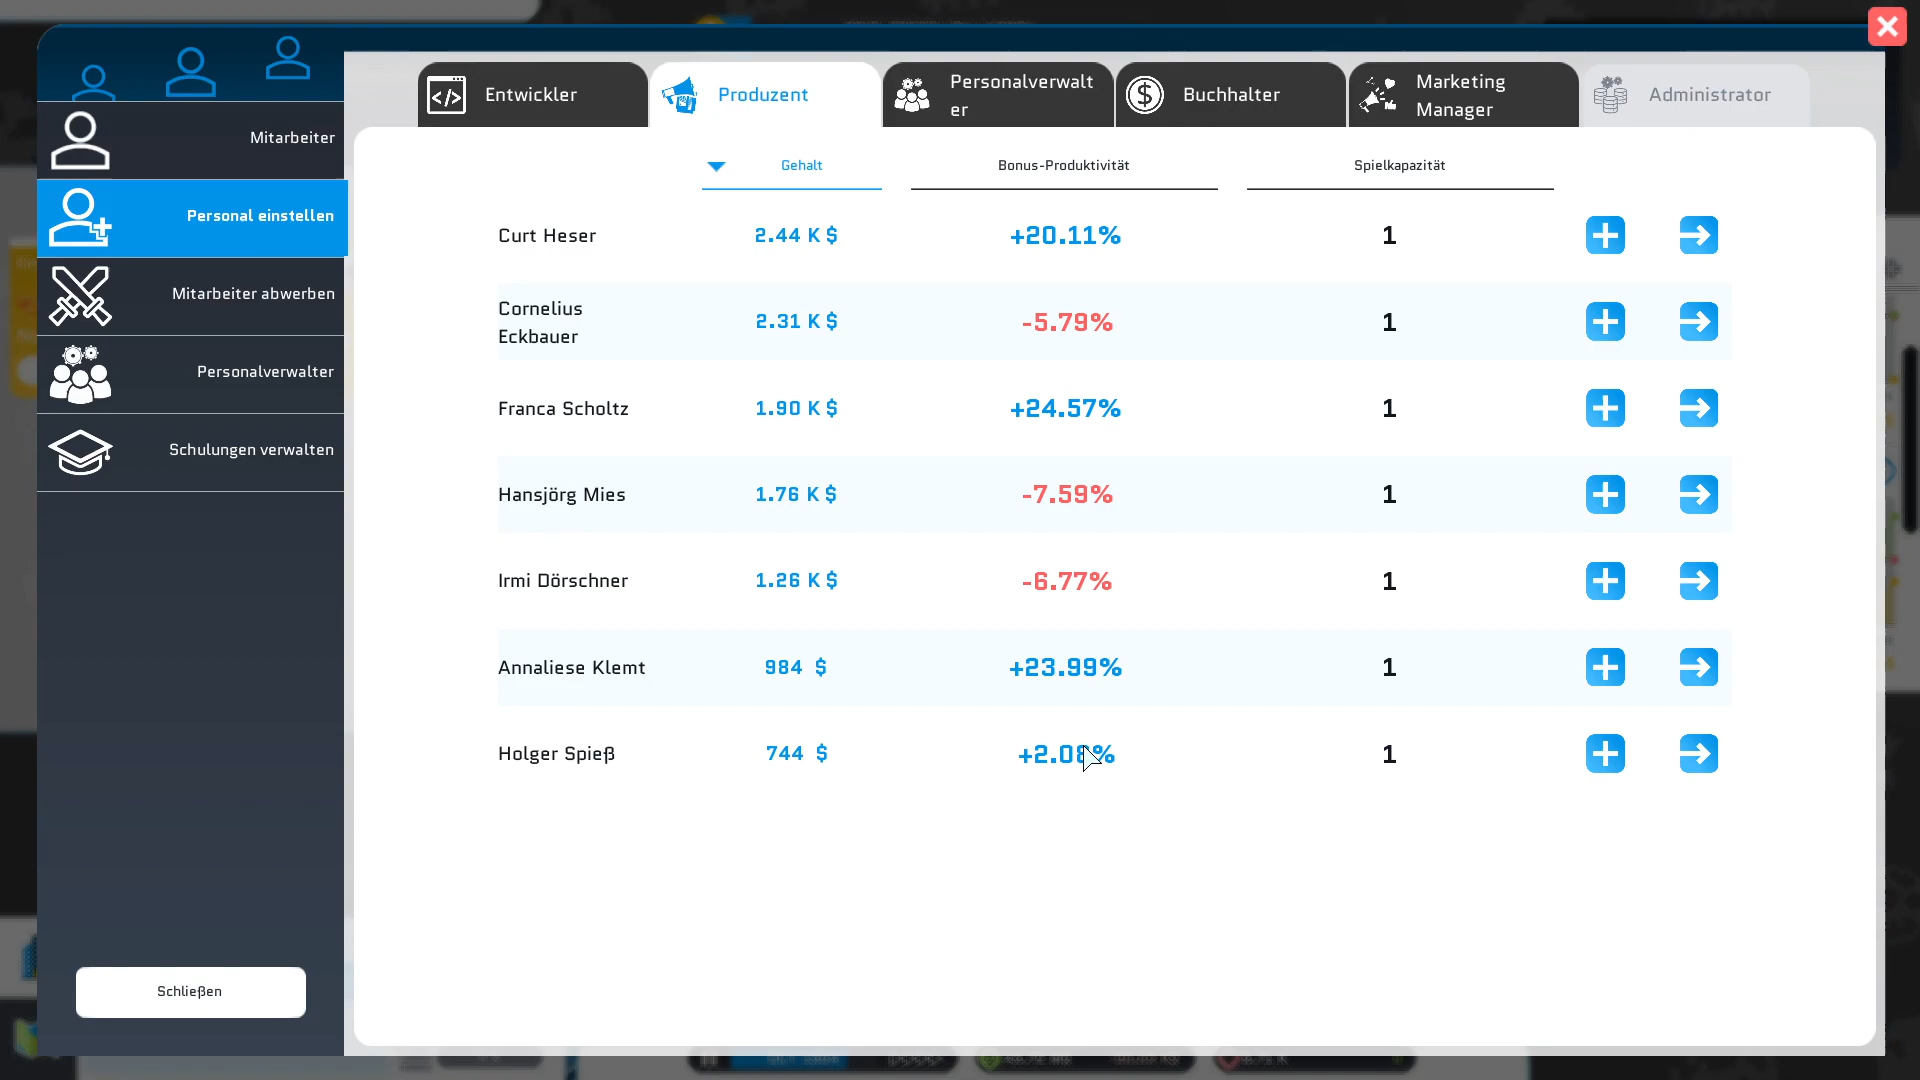 Entwickler
Produzent
Personalverwalt
er
Buchhalter
Marketing
Manager
Administrator
Mitarbeiter
Personal einstellen
Mitarbeiter abwerben
Personalverwalter
Schulungen verwalten
Schließen
Gehalt Bonus-Produktivität Spielkapazität
Curt Heser 2.44 K $ +20.11% 1
Cornelius
Eckbauer 2.31 K $ -5.79% 1
Franca Scholtz 1.90 K $ +24.57% 1
Hansjörg Mies 1.76 K $ -7.59% 1
Irmi Dörschner 1.26 K $ -6.77% 1
Annaliese Klemt 984 $ +23.99% 1
Holger Spieß 744 $ +2.08% 1